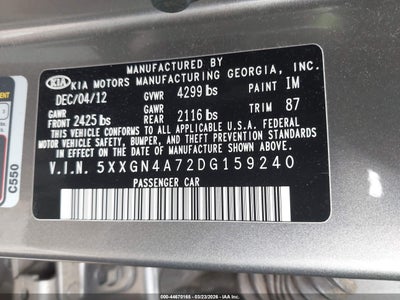 MANUFACTURED BY
KIA KIA MOTORS MANUFACTURING GEORGIA, INC.
DEC/04/12 GVWR 4299 lbs PAINT IM
GAWR FRONT 2425 lbs GAWR REAR 2116 lbs TRIM 87
THIS VEHICLE CONFORMS TO ALL APPLICABLE U.S. FEDERAL
MOTOR VEHICLE SAFETY, BUMPER, AND THEFT PREVENTION
STANDARDS IN EFFECT ON THE DATE OF MANUFACTURE SHOWN ABOVE.
V.I.N. 5XXGN4A72DG159240
PASSENGER CAR
C550
000-44670165 - 03/23/2026 - IAA, Inc.